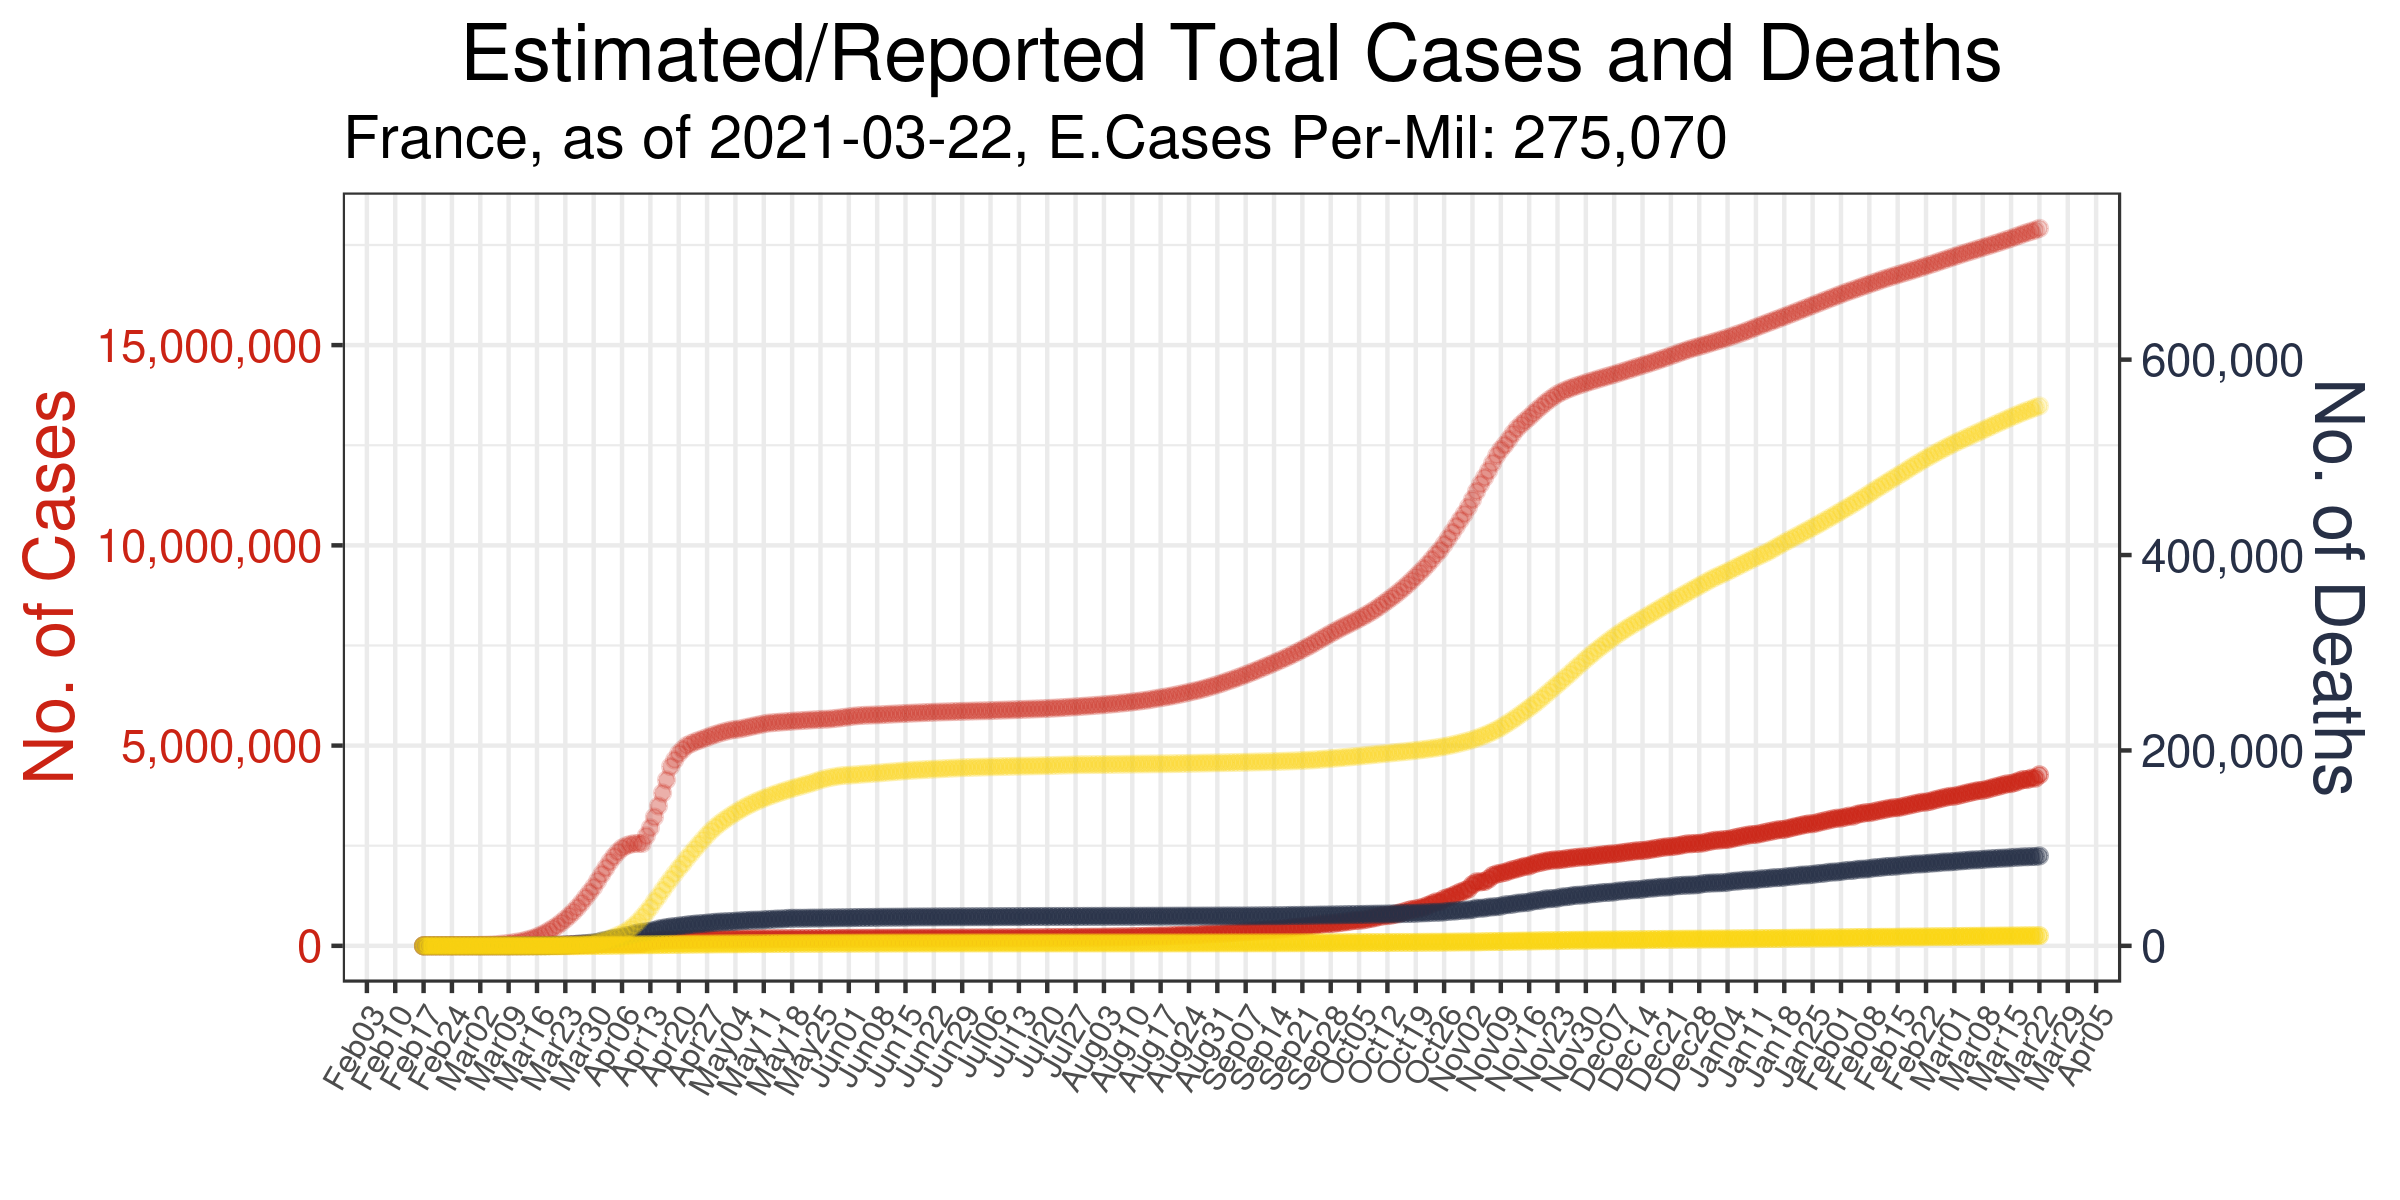 Estimated/Reported Total Cases and Deaths
France, as of 2021-03-22, E.Cases Per-Mil: 275,070
No. of Cases
15,000,000
10,000,000
5,000,000
0
600,000
400,000
200,000
0
No. of Deaths
Feb03
Feb10
Feb17
Feb24
Mar02
Mar09
Mar16
Mar23
Mar30
Apr06
Apr13
Apr20
Apr27
May04
May11
May18
May25
Jun01
Jun08
Jun15
Jun22
Jun29
Jul06
Jul13
Jul20
Jul27
Aug03
Aug10
Aug17
Aug24
Aug31
Sep07
Sep14
Sep21
Sep28
Oct05
Oct12
Oct19
Oct26
Nov02
Nov09
Nov16
Nov23
Nov30
Dec07
Dec14
Dec21
Dec28
Jan04
Jan11
Jan18
Jan25
Feb01
Feb08
Feb15
Feb22
Mar01
Mar08
Mar15
Mar22
Mar29
Apr05